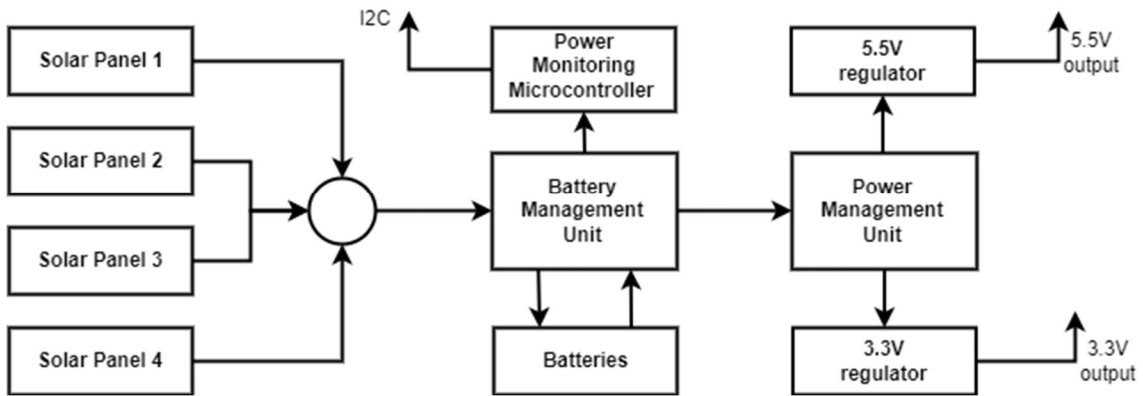 Solar Panel 1
Solar Panel 2
Solar Panel 3
Solar Panel 4
I2C
Power
Monitoring
Microcontroller
Battery
Management
Unit
Batteries
5.5V
regulator
5.5V
output
Power
Management
Unit
3.3V
regulator
3.3V
output